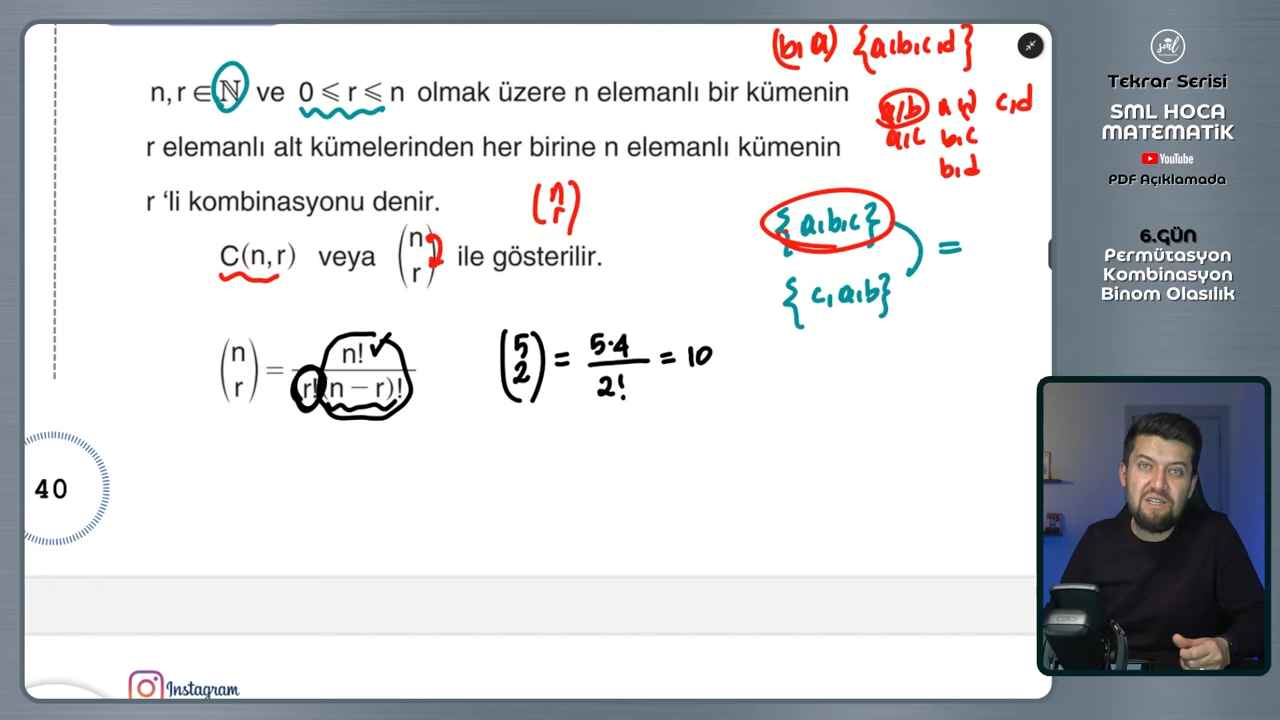 (b,a) {a,b,c,d}
n, r ∈ N ve 0 ⩽ r ⩽ n olmak üzere n elemanlı bir kümenin
a,b a,d c,d
a,c b,c
r elemanlı alt kümelerinden her birine n elemanlı kümenin
b,d
r 'li kombinasyonu denir.
(n r)
{a,b,c}
C(n, r) veya (n r) ile gösterilir.
=
{c,a,b}
(n r) = n! / r!(n − r)!
(5 2) = 5·4 / 2! = 10
40
Instagram
sml
Tekrar Serisi
SML HOCA
MATEMATİK
YouTube
PDF Açıklamada
6.GÜN
Permütasyon
Kombinasyon
Binom Olasılık